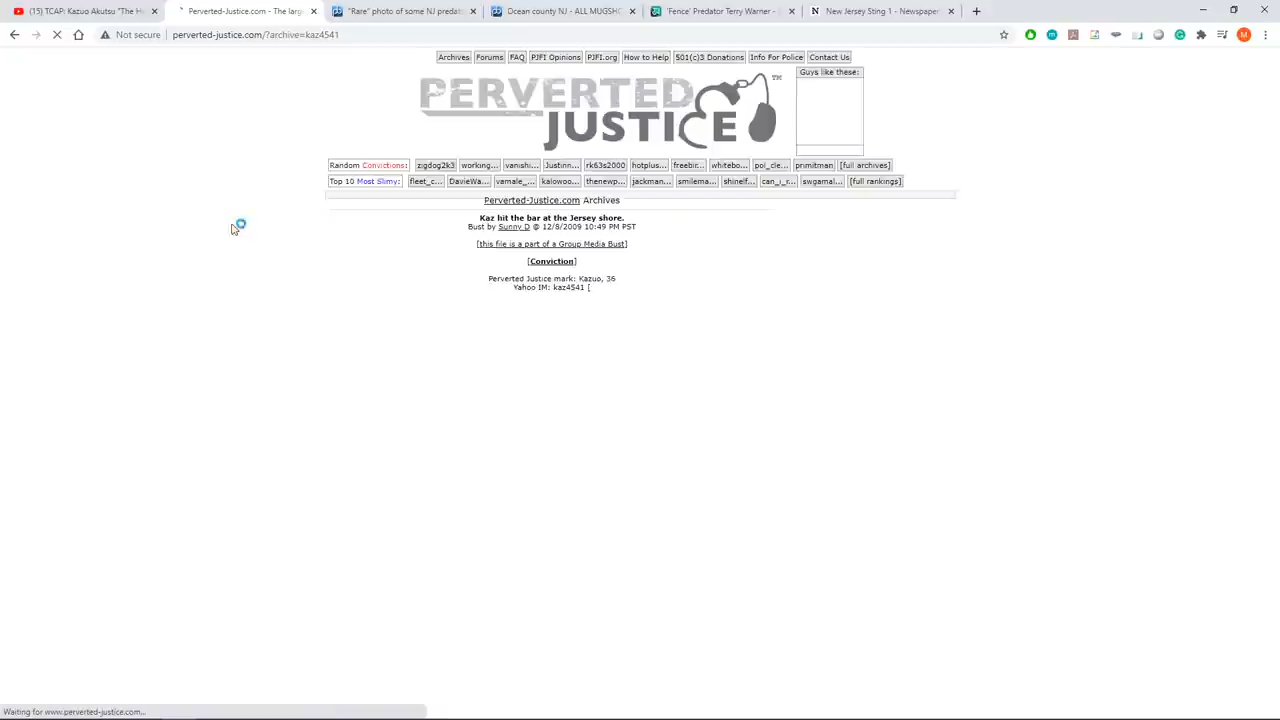 (15) TCAP: Kazuo Akutsu "The H
Perverted-Justice.com - The larg
"Rare" photo of some NJ predat
Ocean county NJ - ALL MUGSHO
'Fence' Predator Terry Warner -
New Jersey Sting 1 - Newspaper
Not secure
perverted-justice.com/?archive=kaz4541
Archives
Forums
FAQ
PJFI Opinions
PJFI.org
How to Help
501(c)3 Donations
Info For Police
Contact Us
PERVERTED
JUSTICE
TM
Guys like these:
Random Convictions:
zigdog2k3
working...
vanishi...
Justinn...
rk63s2000
hotplus...
freebir...
whitebo...
poi_cle...
primitman
[full archives]
Top 10 Most Slimy:
fleet_c...
DavieWa...
vamale_...
kalowoo...
thenewp...
jackman...
smilema...
shinelf...
can_i_r...
swgamal...
[full rankings]
Perverted-Justice.com Archives
Kaz hit the bar at the Jersey shore.
Bust by Sunny D @ 12/8/2009 10:49 PM PST
[this file is a part of a Group Media Bust]
[Conviction]
Perverted Justice mark: Kazuo, 36
Yahoo IM: kaz4541 [
Waiting for www.perverted-justice.com...